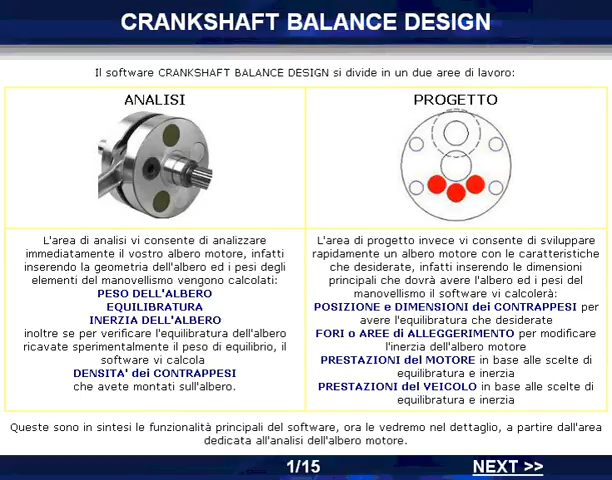 CRANKSHAFT BALANCE DESIGN
Il software CRANKSHAFT BALANCE DESIGN si divide in un due aree di lavoro:
ANALISI
L'area di analisi vi consente di analizzare
immediatamente il vostro albero motore, infatti
inserendo la geometria dell'albero ed i pesi degli
elementi del manovellismo vengono calcolati:
PESO DELL'ALBERO
EQUILIBRATURA
INERZIA DELL'ALBERO
inoltre se per verificare l'equilibratura dell'albero
ricavate sperimentalmente il peso di equilibrio, il
software vi calcola
DENSITA' dei CONTRAPPESI
che avete montati sull'albero.
PROGETTO
L'area di progetto invece vi consente di sviluppare
rapidamente un albero motore con le caratteristiche
che desiderate, infatti inserendo le dimensioni
principali che dovrà avere l'albero ed i pesi del
manovellismo il software vi calcolerà:
POSIZIONE e DIMENSIONI dei CONTRAPPESI per
avere l'equilibratura che desiderate
FORI o AREE di ALLEGGERIMENTO per modificare
l'inerzia dell'albero motore
PRESTAZIONI del MOTORE in base alle scelte di
equilibratura e inerzia
PRESTAZIONI del VEICOLO in base alle scelte di
equilibratura e inerzia
Queste sono in sintesi le funzionalità principali del software, ora le vedremo nel dettaglio, a partire dall'area
dedicata all'analisi dell'albero motore.
1/15
NEXT >>